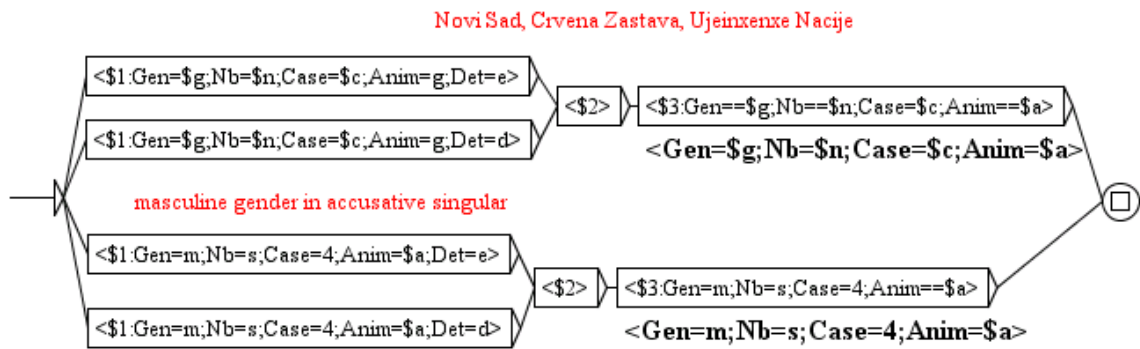 Novi Sad, Crvena Zastava, Ujeinxenxe Nacije
<$1:Gen=$g;Nb=$n;Case=$c;Anim=g;Det=e>
<$2>
<$3:Gen==$g;Nb==$n;Case=$c;Anim==$a>
<$1:Gen=$g;Nb=$n;Case=$c;Anim=g;Det=d>
<Gen=$g;Nb=$n;Case=$c;Anim=$a>
masculine gender in accusative singular
<$1:Gen=m;Nb=s;Case=4;Anim=$a;Det=e>
<$2>
<$3:Gen=m;Nb=s;Case=4;Anim==$a>
<$1:Gen=m;Nb=s;Case=4;Anim=$a;Det=d>
<Gen=m;Nb=s;Case=4;Anim=$a>